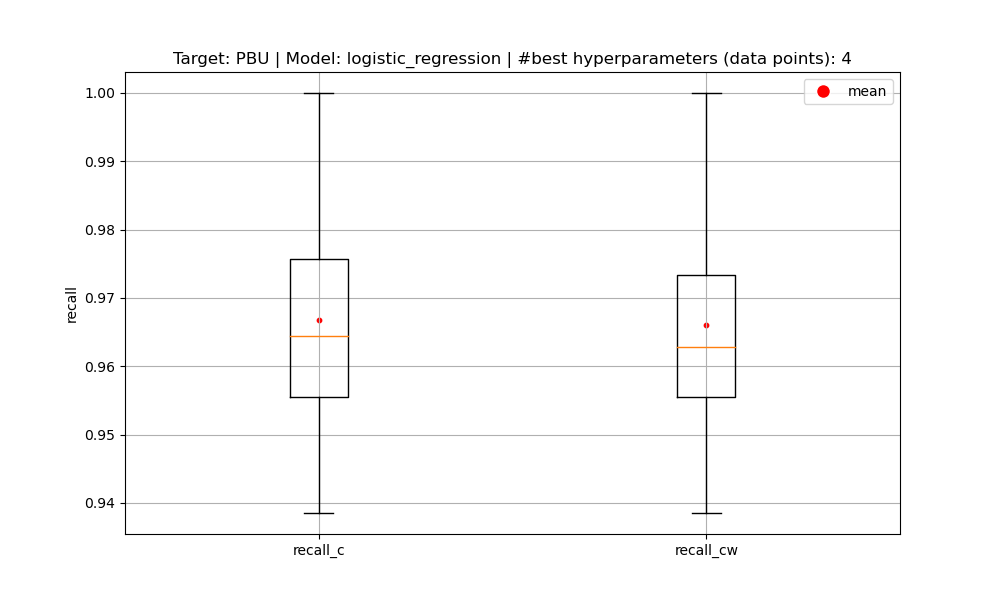 Target: PBU | Model: logistic_regression | #best hyperparameters (data points): 4
mean
1.00
0.99
0.98
0.97
0.96
0.95
0.94
recall
recall_c
recall_cw